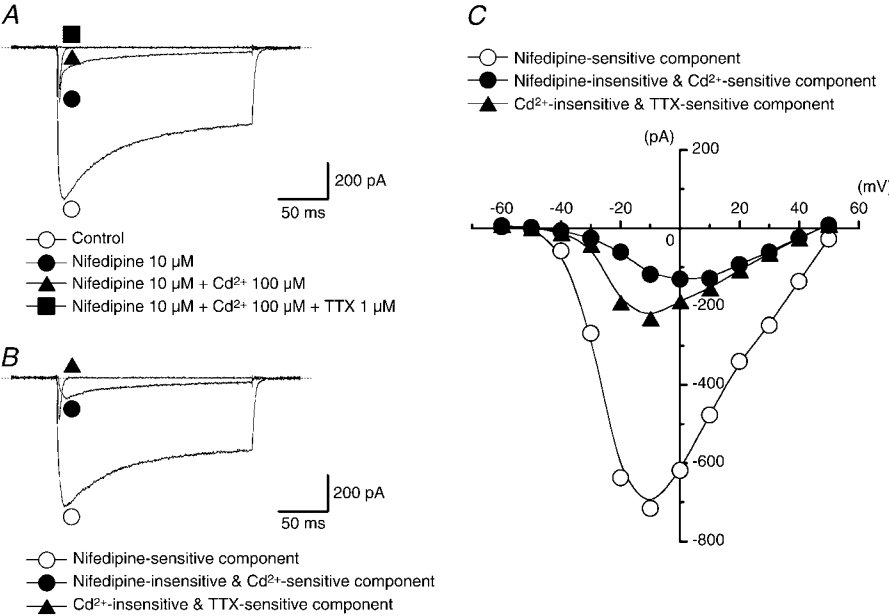 A
200 pA
50 ms
Control
Nifedipine 10 µM
Nifedipine 10 µM + Cd²⁺ 100 µM
Nifedipine 10 µM + Cd²⁺ 100 µM + TTX 1 µM
B
200 pA
50 ms
Nifedipine-sensitive component
Nifedipine-insensitive & Cd²⁺-sensitive component
Cd²⁺-insensitive & TTX-sensitive component
C
Nifedipine-sensitive component
Nifedipine-insensitive & Cd²⁺-sensitive component
Cd²⁺-insensitive & TTX-sensitive component
(pA)
200
(mV)
-60 -40 -20 20 40 60
0
-200
-400
-600
-800